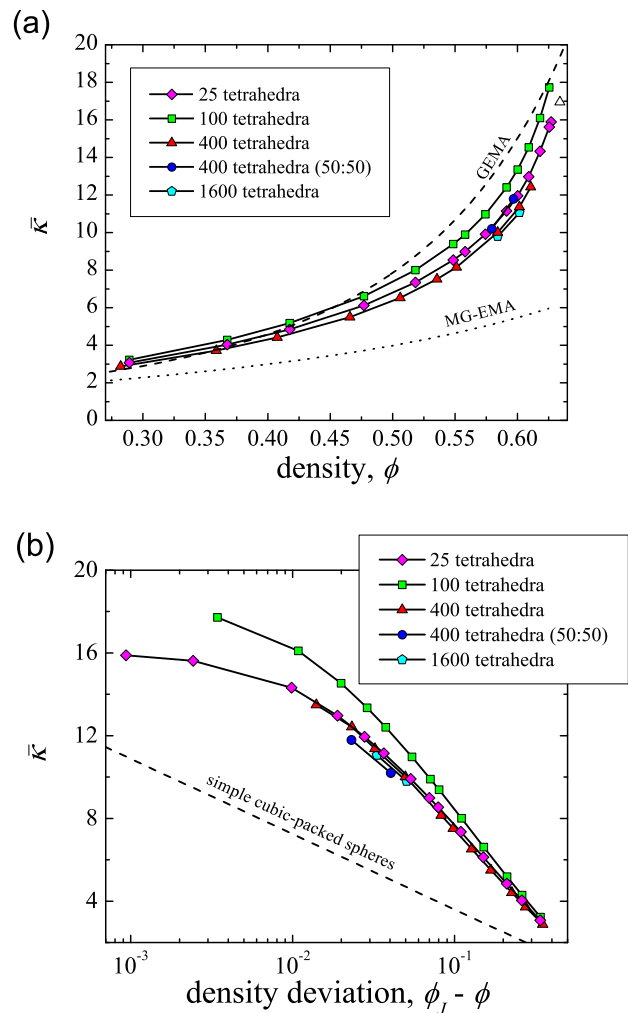 (a)
20
18
16
14
12
10
8
6
4
2
0
κ̄
25 tetrahedra
100 tetrahedra
400 tetrahedra
400 tetrahedra (50:50)
1600 tetrahedra
GEMA
MG-EMA
0.30 0.35 0.40 0.45 0.50 0.55 0.60
density, ϕ
(b)
20
16
12
8
4
κ̄
25 tetrahedra
100 tetrahedra
400 tetrahedra
400 tetrahedra (50:50)
1600 tetrahedra
simple cubic-packed spheres
10⁻³ 10⁻² 10⁻¹
density deviation, ϕ_J - ϕ